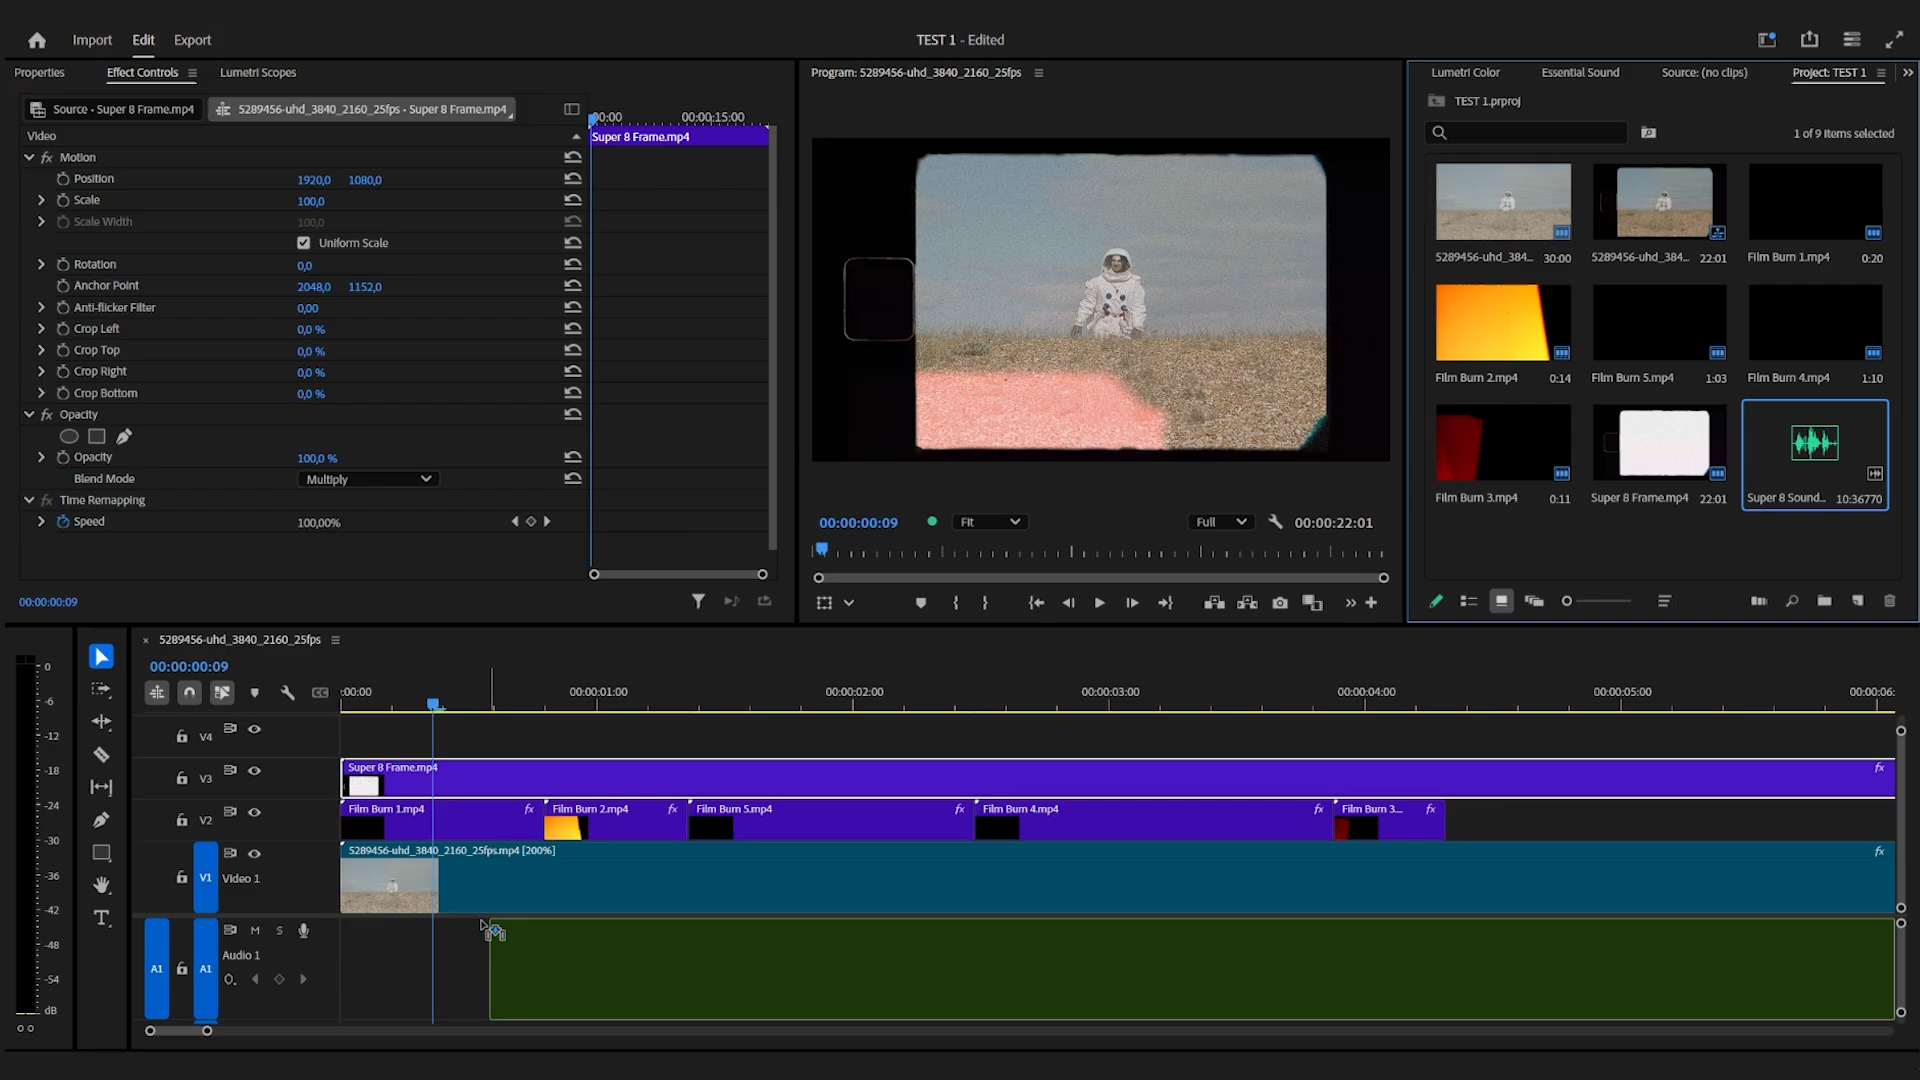 Import Edit Export
TEST 1 - Edited
Properties Effect Controls Lumetri Scopes
Source • Super 8 Frame.mp4 5289456-uhd_3840_2160_25fps • Super 8 Frame.mp4
:00:00 00:00:15:00
Video
Super 8 Frame.mp4
fx Motion
Position 1920,0 1080,0
Scale 100,0
Scale Width 100,0
Uniform Scale
Rotation 0,0
Anchor Point 2048,0 1152,0
Anti-flicker Filter 0,00
Crop Left 0,0 %
Crop Top 0,0 %
Crop Right 0,0 %
Crop Bottom 0,0 %
fx Opacity
Opacity 100,0 %
Blend Mode Multiply
fx Time Remapping
Speed 100,00%
00:00:00:09
Program: 5289456-uhd_3840_2160_25fps
00:00:00:09 Fit Full 00:00:22:01
Lumetri Color Essential Sound Source: (no clips) Project: TEST 1
TEST 1.prproj
1 of 9 Items selected
5289456-uhd_384... 30:00 5289456-uhd_384... 22:01 Film Burn 1.mp4 0:20
Film Burn 2.mp4 0:14 Film Burn 5.mp4 1:03 Film Burn 4.mp4 1:10
Film Burn 3.mp4 0:11 Super 8 Frame.mp4 22:01 Super 8 Sound... 10:36770
5289456-uhd_3840_2160_25fps
00:00:00:09
:00:00 00:00:01:00 00:00:02:00 00:00:03:00 00:00:04:00 00:00:05:00 00:00:06:
V4
V3 Super 8 Frame.mp4 fx
V2 Film Burn 1.mp4 fx Film Burn 2.mp4 fx Film Burn 5.mp4 fx Film Burn 4.mp4 fx Film Burn 3... fx
5289456-uhd_3840_2160_25fps.mp4 [200%] fx
V1 Video 1
M S
A1 A1 Audio 1
0
-6
-12
-18
-24
-30
-36
-42
-48
-54
dB